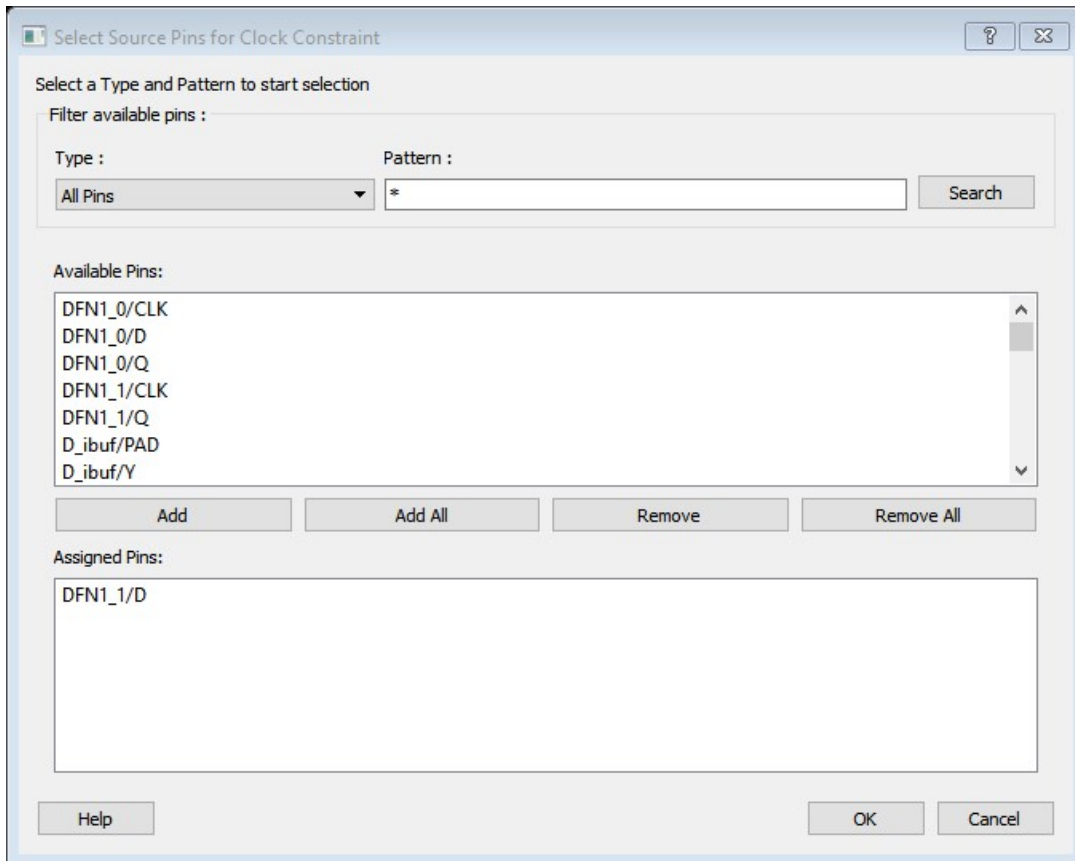 Select Source Pins for Clock Constraint
Select a Type and Pattern to start selection
Filter available pins :
Type :
Pattern :
All Pins
*
Search
Available Pins:
DFN1_0/CLK
DFN1_0/D
DFN1_0/Q
DFN1_1/CLK
DFN1_1/Q
D_ibuf/PAD
D_ibuf/Y
Add
Add All
Remove
Remove All
Assigned Pins:
DFN1_1/D
Help
OK
Cancel